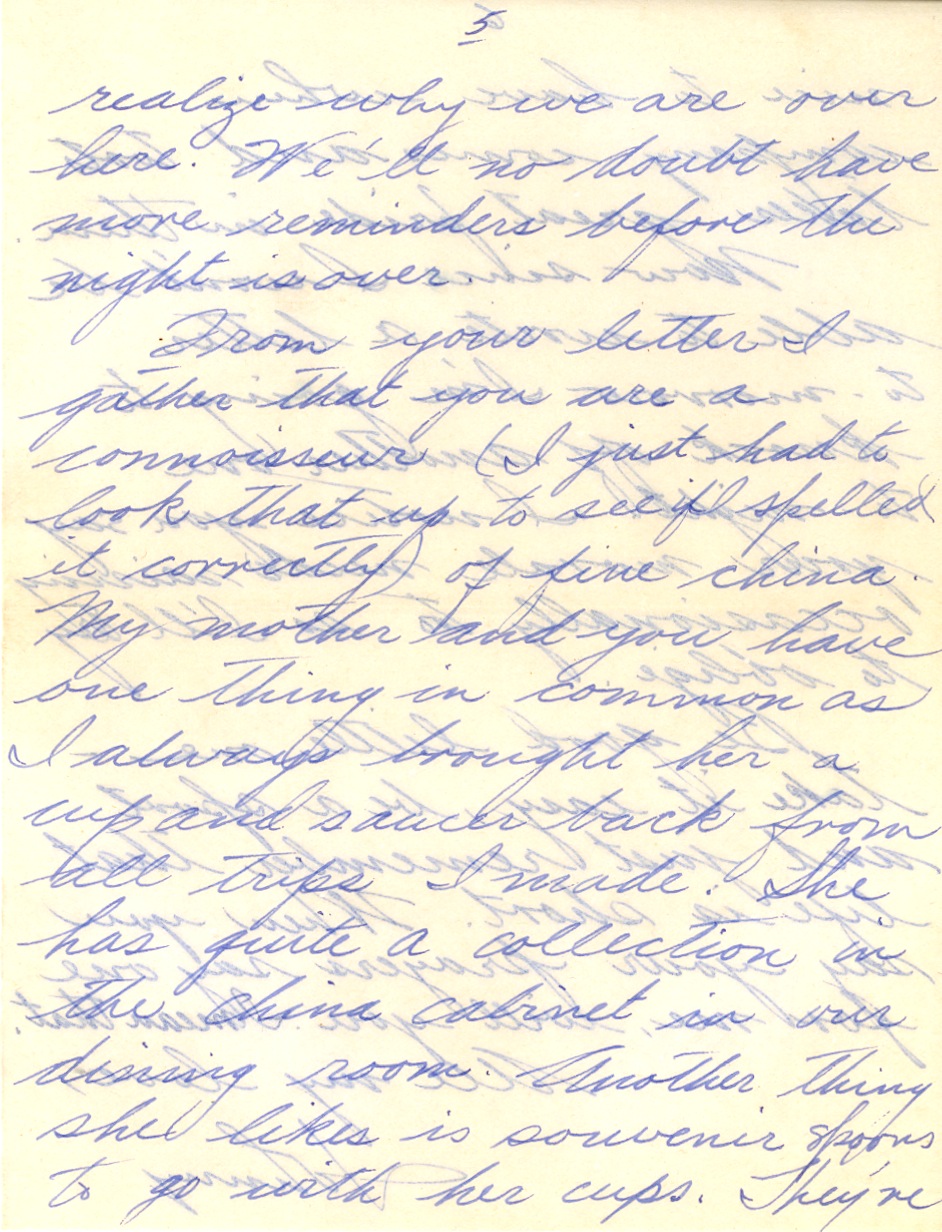 5
realize why we are over
here. We'll no doubt have
more reminders before the
night is over.
From your letter I
gather that you are a
connoisseur (I just had to
look that up to see if I spelled
it correctly) of fine china.
My mother and you have
one thing in common as
I always brought her a
cup and saucer back from
all trips I made. She
has quite a collection in
the china cabinet in our
dining room. Another thing
she likes is souvenir spoons
to go with her cups. They're